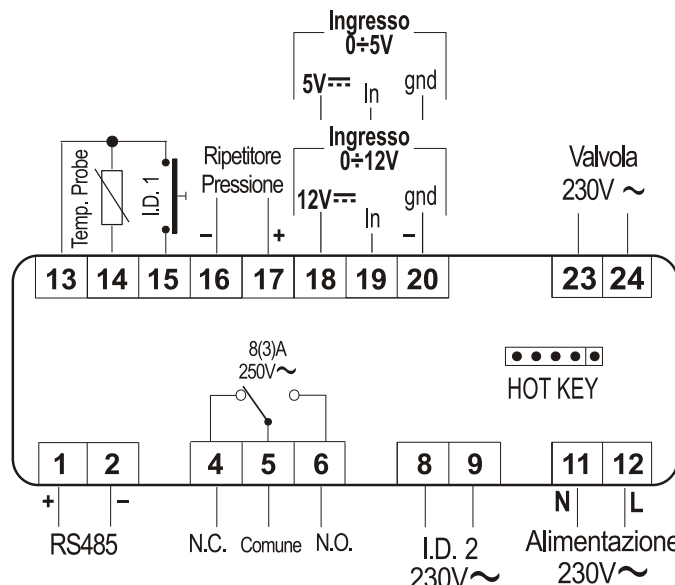 Ingresso
0÷5V
5V⎓ In gnd
Ingresso
0÷12V
12V⎓ In gnd
Temp. Probe
I.D. 1
Ripetitore
Pressione
Valvola
230V ~
– + –
13 14 15 16 17 18 19 20 23 24
8(3)A
250V~
HOT KEY
1 2 4 5 6 8 9 11 12
+ – N L
RS485 N.C. Comune N.O. I.D. 2 Alimentazione
230V~ 230V~